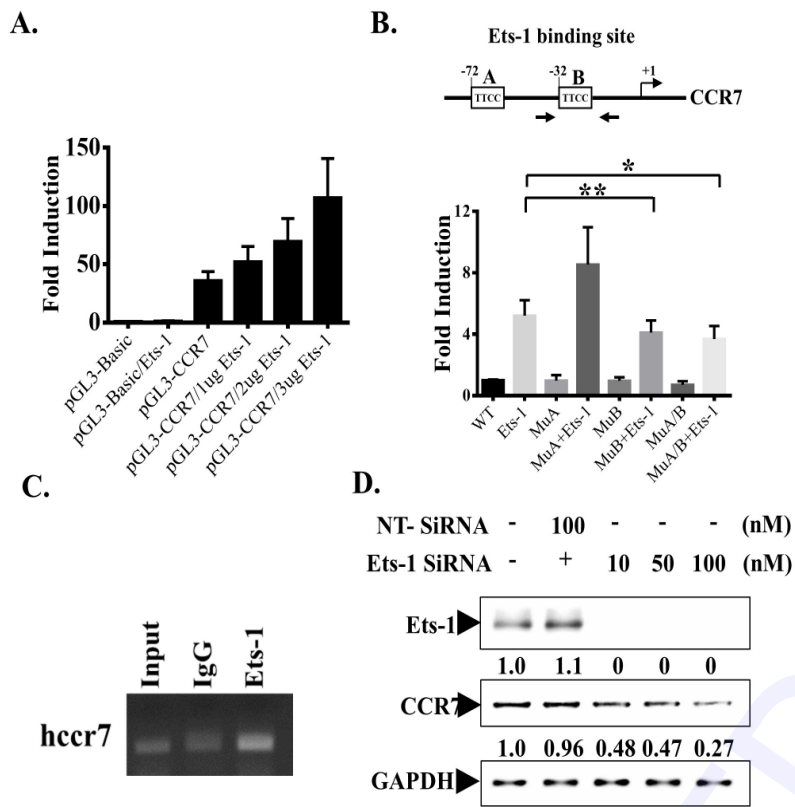 A.
Fold Induction
150
100
50
0
pGL3-Basic
pGL3-Basic/Ets-1
pGL3-CCR7
pGL3-CCR7/1ug Ets-1
pGL3-CCR7/2ug Ets-1
pGL3-CCR7/3ug Ets-1
B.
Ets-1 binding site
-72 A -32 B +1
TTCC TTCC CCR7
*
**
Fold Induction
12
8
4
0
WT
Ets-1
MuA
MuA+Ets-1
MuB
MuB+Ets-1
MuA/B
MuA/B+Ets-1
C.
Input IgG Ets-1
hccr7
D.
NT- SiRNA - 100 - - - (nM)
Ets-1 SiRNA - + 10 50 100 (nM)
Ets-1
1.0 1.1 0 0 0
CCR7
1.0 0.96 0.48 0.47 0.27
GAPDH